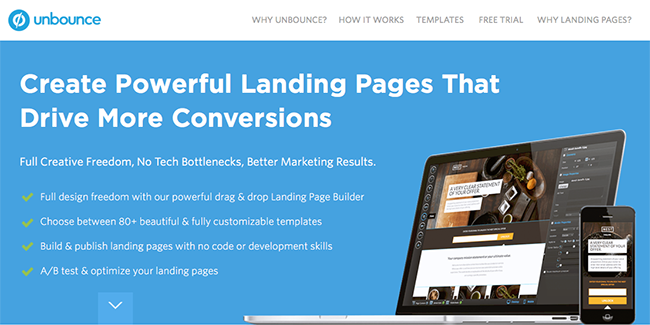 unbounce
WHY UNBOUNCE?
HOW IT WORKS
TEMPLATES
FREE TRIAL
WHY LANDING PAGES?
Create Powerful Landing Pages That
Drive More Conversions
Full Creative Freedom, No Tech Bottlenecks, Better Marketing Results.
Full design freedom with our powerful drag & drop Landing Page Builder
Choose between 80+ beautiful & fully customizable templates
Build & publish landing pages with no code or development skills
A/B test & optimize your landing pages
A VERY CLEAR
STATEMENT OF
YOUR OFFER.
A VERY CLEAR
STATEMENT OF
YOUR OFFER.